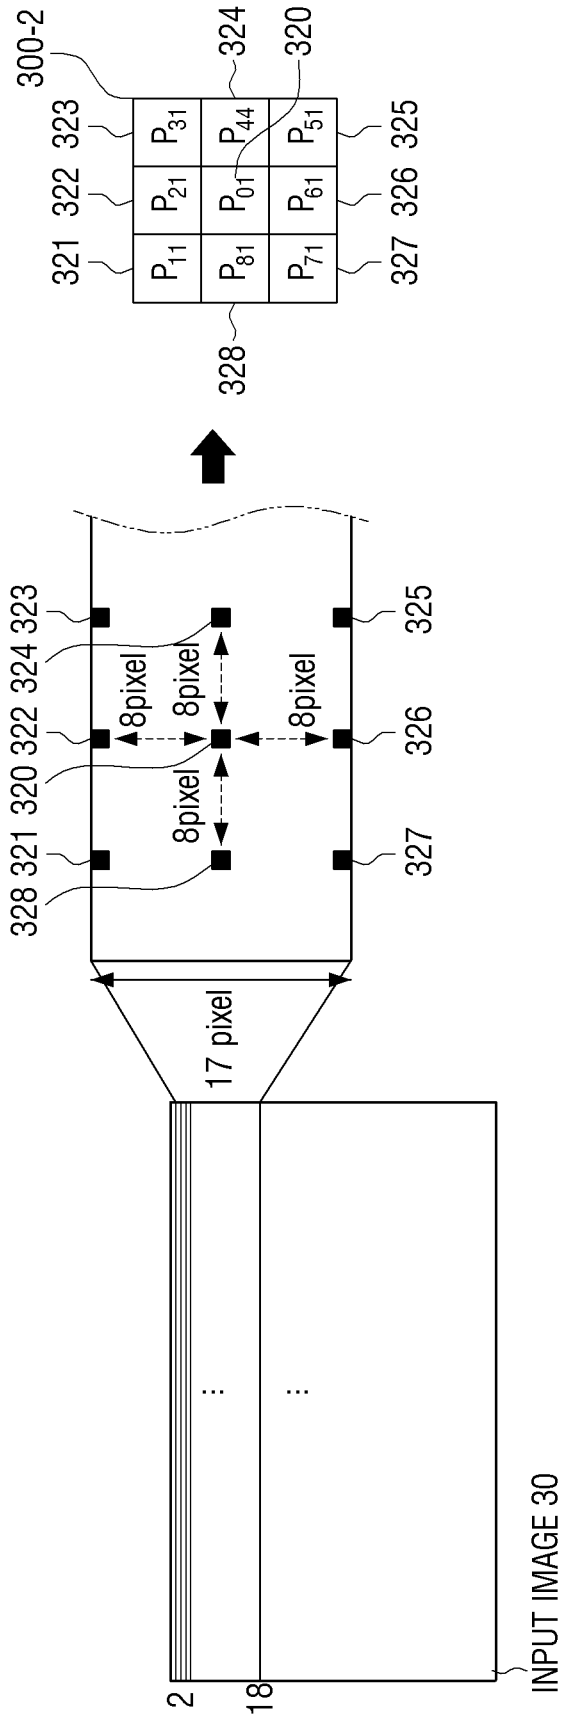 2
18
INPUT IMAGE 30
17 pixel
328 321 320 322 324 323
8pixel
8pixel 8pixel
8pixel
327 326 325
300-2
321 322 323
P11 P21 P31
328 P81 P01 P44 324
P71 P61 P51 320
327 326 325